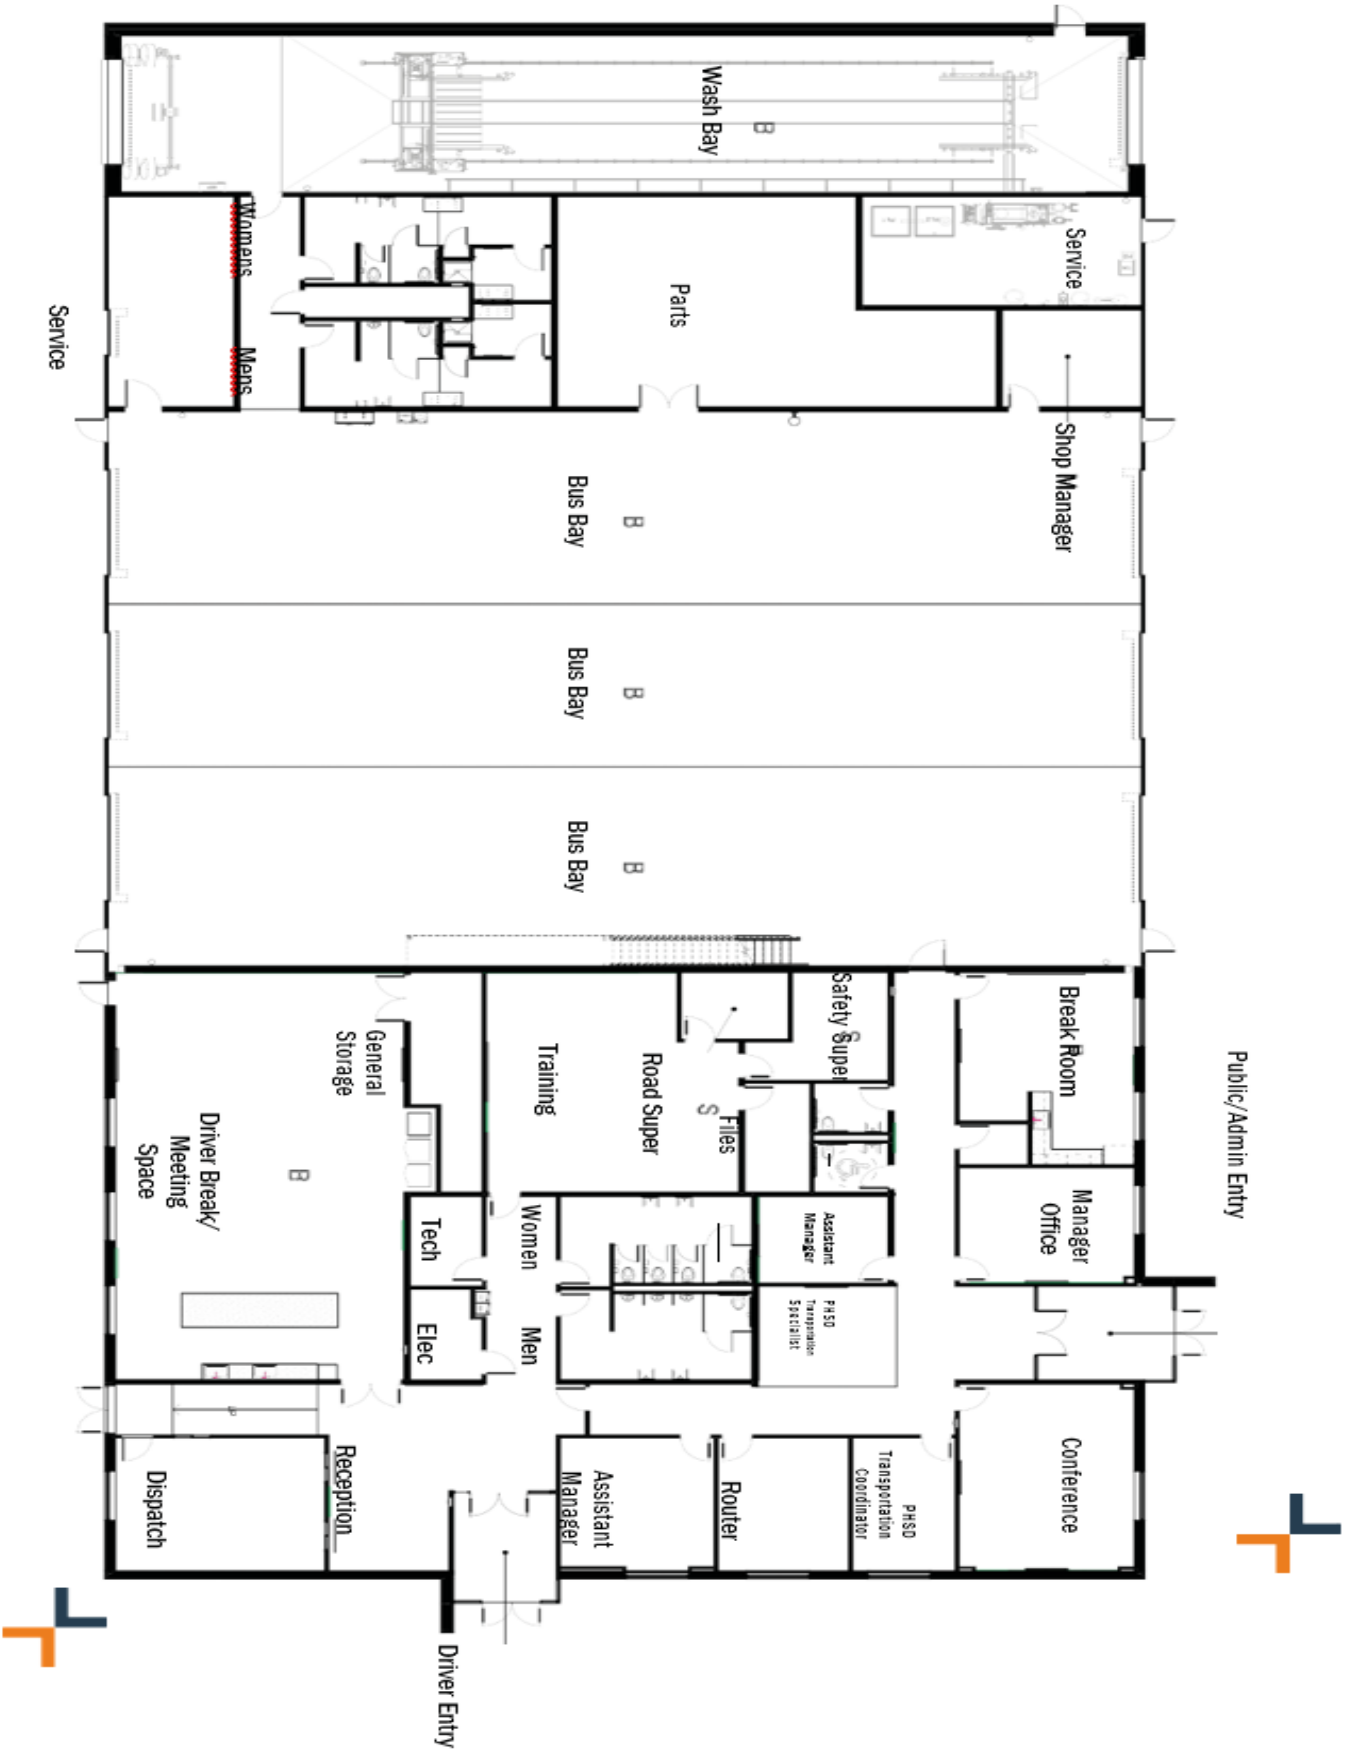 Wash Bay
B
Service
Womens
Mens
Parts
Service
Shop Manager
Bus Bay
B
Bus Bay
B
Bus Bay
B
Break Room
Safety Super
S
General
Storage
Training
Road Super
S
Files
Public/Admin Entry
Driver Break/
Meeting
Space
B
Tech
Women
Assistant
Manager
Manager
Office
Elec
Men
PHSD
Transportation
Specialist
Conference
PHSD
Transportation
Coordinator
Router
Assistant
Manager
Reception
Dispatch
Driver Entry